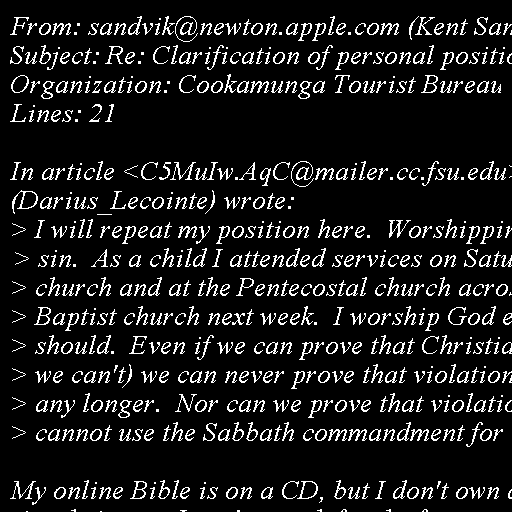 From: sandvik@newton.apple.com (Kent San
Subject: Re: Clarification of personal positio
Organization: Cookamunga Tourist Bureau
Lines: 21

In article <C5MuIw.AqC@mailer.cc.fsu.edu>
(Darius_Lecointe) wrote:
> I will repeat my position here.  Worshippin
> sin.  As a child I attended services on Satu
> church and at the Pentecostal church acros
> Baptist church next week.  I worship God e
> should.  Even if we can prove that Christia
> we can't) we can never prove that violation
> any longer.  Nor can we prove that violatio
> cannot use the Sabbath commandment for

My online Bible is on a CD, but I don't own a